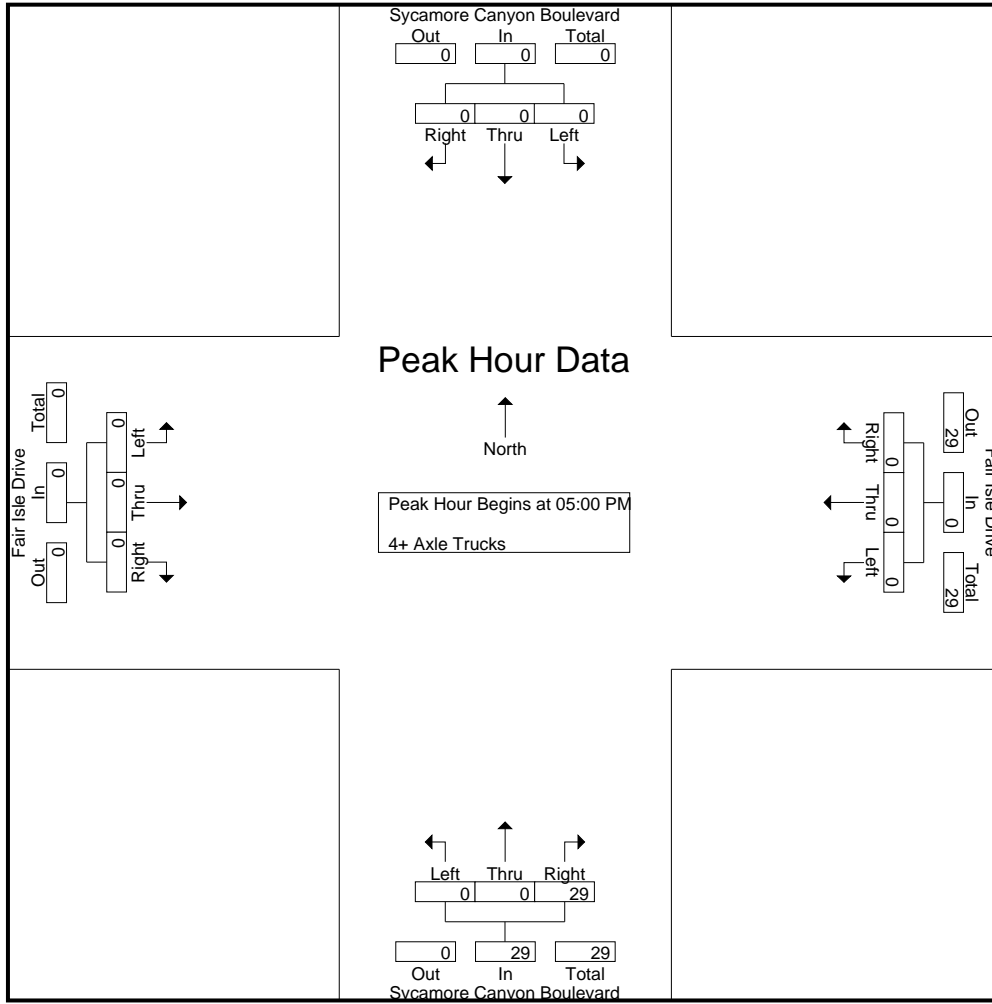 Sycamore Canyon Boulevard
Out In Total
0 0 0
0 0 0
Right Thru Left
Peak Hour Data
North
Peak Hour Begins at 05:00 PM
4+ Axle Trucks
Fair Isle Drive
Total In Out
0 0 0
0 0 0
Left Thru Right
Right Thru Left
0 0 0
29 0 29
Out In Total
Fair Isle Drive
Left Thru Right
0 0 29
0 29 29
Out In Total
Sycamore Canyon Boulevard